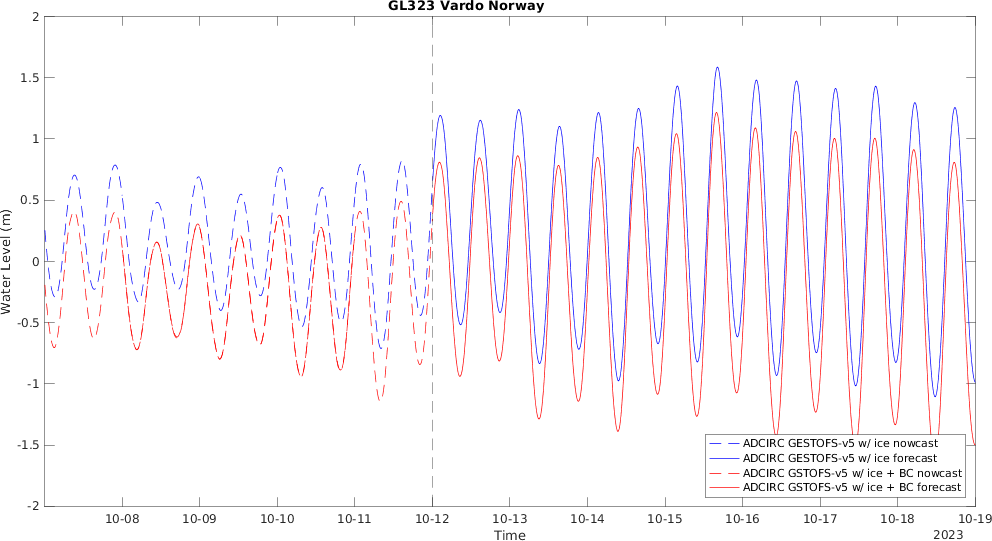 GL323 Vardo Norway
2
1.5
1
0.5
0
-0.5
-1
-1.5
-2
Water Level (m)
ADCIRC GESTOFS-v5 w/ ice nowcast
ADCIRC GESTOFS-v5 w/ ice forecast
ADCIRC GSTOFS-v5 w/ ice + BC nowcast
ADCIRC GSTOFS-v5 w/ ice + BC forecast
10-08 10-09 10-10 10-11 10-12 10-13 10-14 10-15 10-16 10-17 10-18 10-19
Time
2023